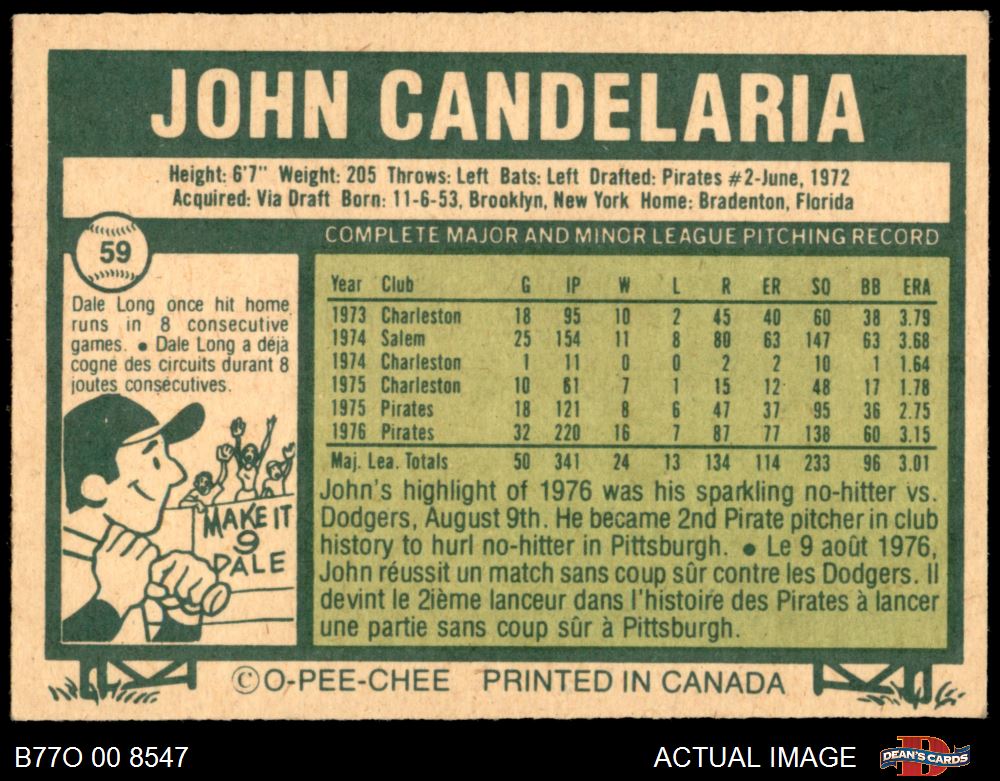 JOHN CANDELARIA
Height: 6'7" Weight: 205 Throws: Left Bats: Left Drafted: Pirates #2-June, 1972
Acquired: Via Draft Born: 11-6-53, Brooklyn, New York Home: Bradenton, Florida
59
Dale Long once hit home
runs in 8 consecutive
games. ● Dale Long a déjà
cogné des circuits durant 8
joutes consécutives.
MAKE IT
9
DALE
COMPLETE MAJOR AND MINOR LEAGUE PITCHING RECORD
Year Club G IP W L R ER SO BB ERA
1973 Charleston 18 95 10 2 45 40 60 38 3.79
1974 Salem 25 154 11 8 80 63 147 63 3.68
1974 Charleston 1 11 0 0 2 2 10 1 1.64
1975 Charleston 10 61 7 1 15 12 48 17 1.78
1975 Pirates 18 121 8 6 47 37 95 36 2.75
1976 Pirates 32 220 16 7 87 77 138 60 3.15
Maj. Lea. Totals 50 341 24 13 134 114 233 96 3.01
John's highlight of 1976 was his sparkling no-hitter vs.
Dodgers, August 9th. He became 2nd Pirate pitcher in club
history to hurl no-hitter in Pittsburgh. ● Le 9 août 1976,
John réussit un match sans coup sûr contre les Dodgers. Il
devint le 2ième lanceur dans l'histoire des Pirates à lancer
une partie sans coup sûr à Pittsburgh.
©O-PEE-CHEE PRINTED IN CANADA
B77O 00 8547
ACTUAL IMAGE
D
DEAN'S CARDS